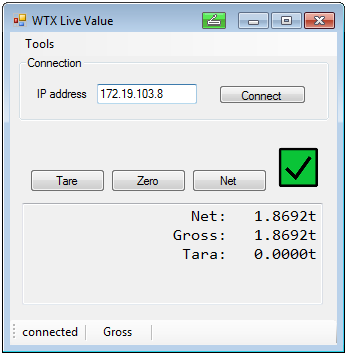 WTX Live Value
Tools
Connection
IP address 172.19.103.8 Connect
Tare Zero Net
Net: 1.8692t
Gross: 1.8692t
Tara: 0.0000t
connected Gross